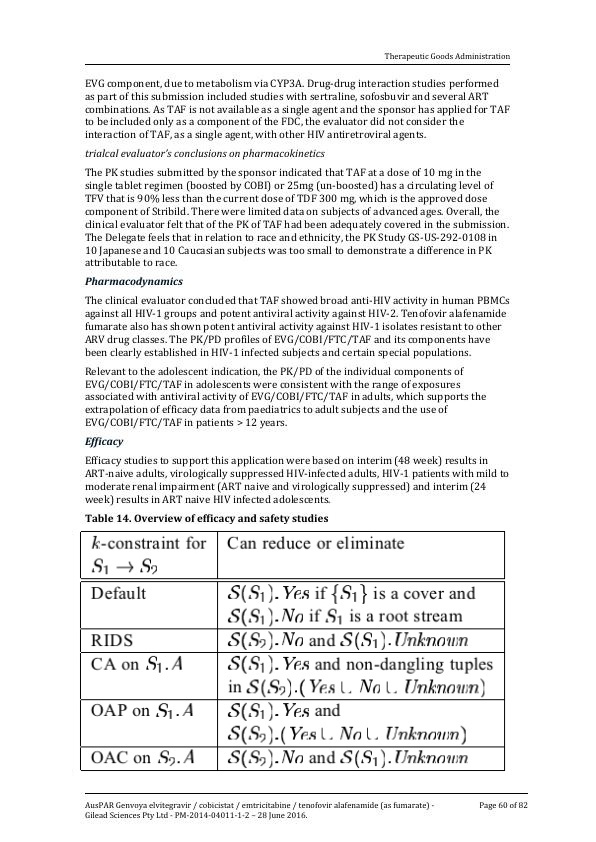 Therapeutic Goods Administration
EVG component, due to metabolism via CYP3A. Drug-drug interaction studies performed
as part of this submission included studies with sertraline, sofosbuvir and several ART
combinations. As TAF is not available as a single agent and the sponsor has applied for TAF
to be included only as a component of the FDC, the evaluator did not consider the
interaction of TAF, as a single agent, with other HIV antiretroviral agents.
trialcal evaluator's conclusions on pharmacokinetics
The PK studies submitted by the sponsor indicated that TAF at a dose of 10 mg in the
single tablet regimen (boosted by COBI) or 25mg (un-boosted) has a circulating level of
TFV that is 90% less than the current dose of TDF 300 mg, which is the approved dose
component of Stribild. There were limited data on subjects of advanced ages. Overall, the
clinical evaluator felt that of the PK of TAF had been adequately covered in the submission.
The Delegate feels that in relation to race and ethnicity, the PK Study GS-US-292-0108 in
10 Japanese and 10 Caucasian subjects was too small to demonstrate a difference in PK
attributable to race.
Pharmacodynamics
The clinical evaluator concluded that TAF showed broad anti-HIV activity in human PBMCs
against all HIV-1 groups and potent antiviral activity against HIV-2. Tenofovir alafenamide
fumarate also has shown potent antiviral activity against HIV-1 isolates resistant to other
ARV drug classes. The PK/PD profiles of EVG/COBI/FTC/TAF and its components have
been clearly established in HIV-1 infected subjects and certain special populations.
Relevant to the adolescent indication, the PK/PD of the individual components of
EVG/COBI/FTC/TAF in adolescents were consistent with the range of exposures
associated with antiviral activity of EVG/COBI/FTC/TAF in adults, which supports the
extrapolation of efficacy data from paediatrics to adult subjects and the use of
EVG/COBI/FTC/TAF in patients > 12 years.
Efficacy
Efficacy studies to support this application were based on interim (48 week) results in
ART-naive adults, virologically suppressed HIV-infected adults, HIV-1 patients with mild to
moderate renal impairment (ART naive and virologically suppressed) and interim (24
week) results in ART naive HIV infected adolescents.
Table 14. Overview of efficacy and safety studies
k-constraint for Can reduce or eliminate
S₁ → S₂
Default 𝒮(S₁).Yes if {S₁} is a cover and
𝒮(S₁).No if S₁ is a root stream
RIDS 𝒮(S₂).No and 𝒮(S₁).Unknown
CA on S₁.A 𝒮(S₁).Yes and non-dangling tuples
in 𝒮(S₂).(Yes ∪ No ∪ Unknown)
OAP on S₁.A 𝒮(S₁).Yes and
𝒮(S₂).(Yes ∪ No ∪ Unknown)
OAC on S₂.A 𝒮(S₂).No and 𝒮(S₁).Unknown
AusPAR Genvoya elvitegravir / cobicistat / emtricitabine / tenofovir alafenamide (as fumarate) - Page 60 of 82
Gilead Sciences Pty Ltd - PM-2014-04011-1-2 – 28 June 2016.